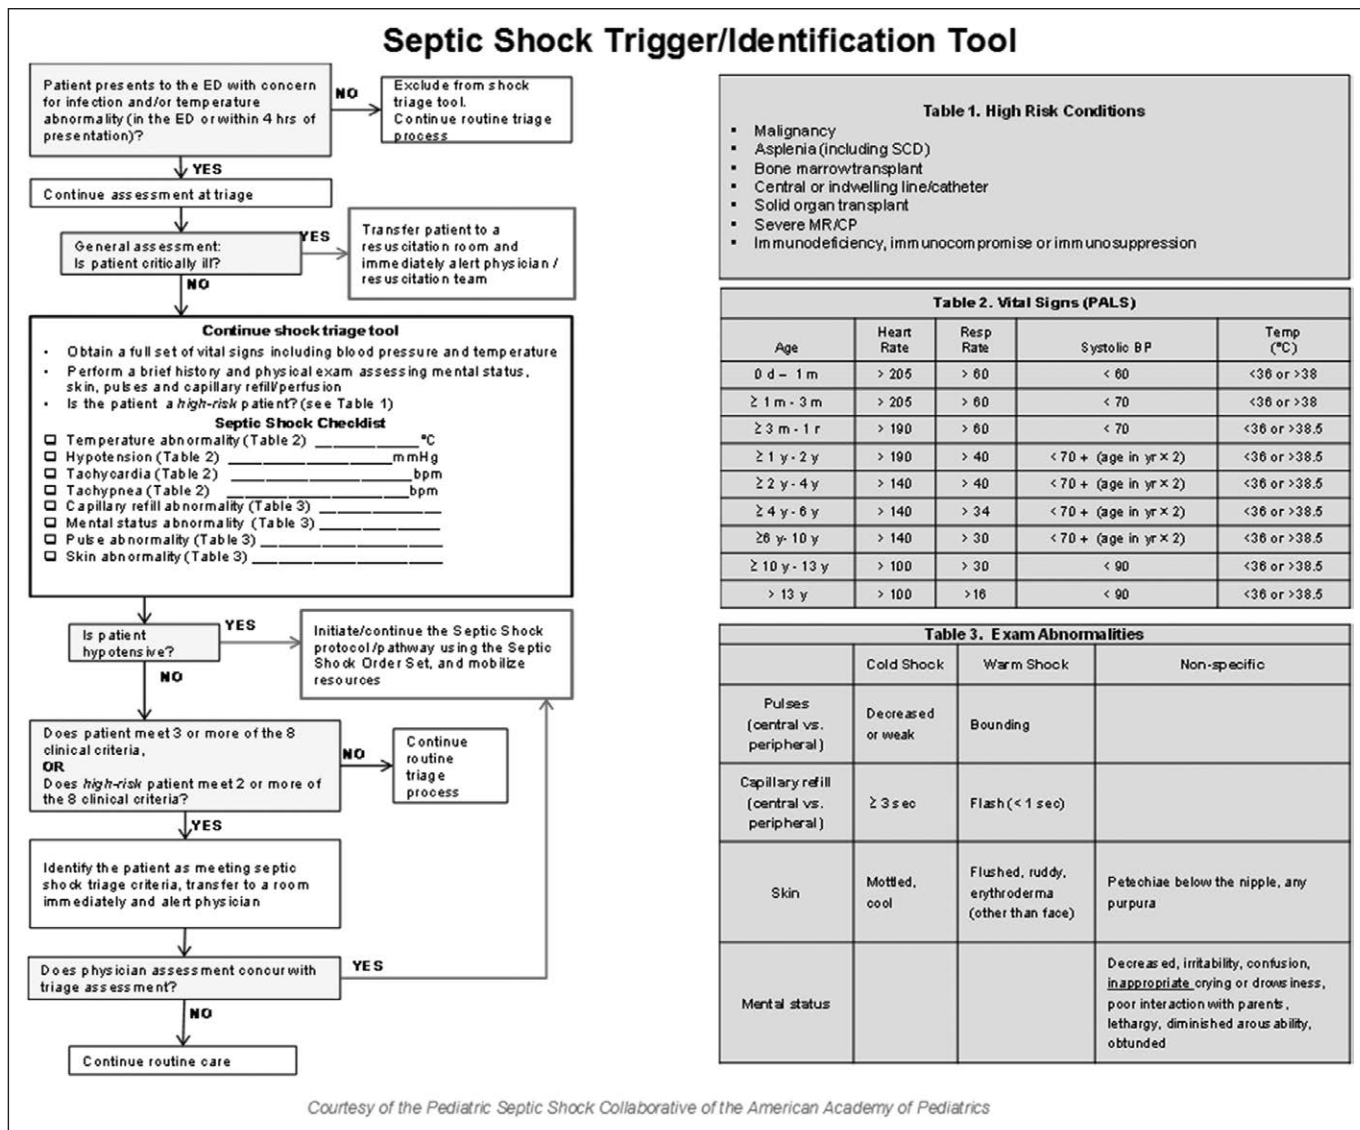 Septic Shock Trigger/Identification Tool
Patient presents to the ED with concern
for infection and/or temperature
abnormality (in the ED or within 4 hrs of
presentation)?
NO
Exclude from shock
triage tool.
Continue routine triage
process
YES
Continue assessment at triage
General assessment:
Is patient critically ill?
YES
Transfer patient to a
resuscitation room and
immediately alert physician /
resuscitation team
NO
Continue shock triage tool
• Obtain a full set of vital signs including blood pressure and temperature
• Perform a brief history and physical exam assessing mental status,
skin, pulses and capillary refill/perfusion
• Is the patient a high-risk patient? (see Table 1)
Septic Shock Checklist
❑ Temperature abnormality (Table 2) ______________°C
❑ Hypotension (Table 2) ______________________mmHg
❑ Tachycardia (Table 2) ________________________bpm
❑ Tachypnea (Table 2) ________________________bpm
❑ Capillary refill abnormality (Table 3) ________________
❑ Mental status abnormality (Table 3) ________________
❑ Pulse abnormality (Table 3) ________________________
❑ Skin abnormality (Table 3) _________________________
Is patient
hypotensive?
YES
Initiate/continue the Septic Shock
protocol/pathway using the Septic
Shock Order Set, and mobilize
resources
NO
Does patient meet 3 or more of the 8
clinical criteria,
OR
Does high-risk patient meet 2 or more of
the 8 clinical criteria?
NO
Continue
routine
triage
process
YES
Identify the patient as meeting septic
shock triage criteria, transfer to a room
immediately and alert physician
Does physician assessment concur with
triage assessment?
YES
NO
Continue routine care
Table 1. High Risk Conditions
▪ Malignancy
▪ Asplenia (including SCD)
▪ Bone marrow transplant
▪ Central or indwelling line/catheter
▪ Solid organ transplant
▪ Severe MR/CP
▪ Immunodeficiency, immunocompromise or immunosuppression
Table 2. Vital Signs (PALS)
Age Heart Rate Resp Rate Systolic BP Temp (°C)
0 d – 1 m > 205 > 60 < 60 <36 or >38
≥ 1 m - 3 m > 205 > 60 < 70 <36 or >38
≥ 3 m - 1 r > 190 > 60 < 70 <36 or >38.5
≥ 1 y - 2 y > 190 > 40 < 70 + (age in yr × 2) <36 or >38.5
≥ 2 y - 4 y > 140 > 40 < 70 + (age in yr × 2) <36 or >38.5
≥ 4 y - 6 y > 140 > 34 < 70 + (age in yr × 2) <36 or >38.5
≥6 y- 10 y > 140 > 30 < 70 + (age in yr × 2) <36 or >38.5
≥ 10 y - 13 y > 100 > 30 < 90 <36 or >38.5
> 13 y > 100 >16 < 90 <36 or >38.5
Table 3. Exam Abnormalities
Cold Shock Warm Shock Non-specific
Pulses
(central vs.
peripheral)
Decreased
or weak
Bounding
Capillary refill
(central vs.
peripheral)
≥ 3 sec
Flash (< 1 sec)
Skin
Mottled,
cool
Flushed, ruddy,
erythroderma
(other than face)
Petechiae below the nipple, any
purpura
Mental status
Decreased, irritability, confusion,
inappropriate crying or drowsiness,
poor interaction with parents,
lethargy, diminished arousability,
obtunded
Courtesy of the Pediatric Septic Shock Collaborative of the American Academy of Pediatrics